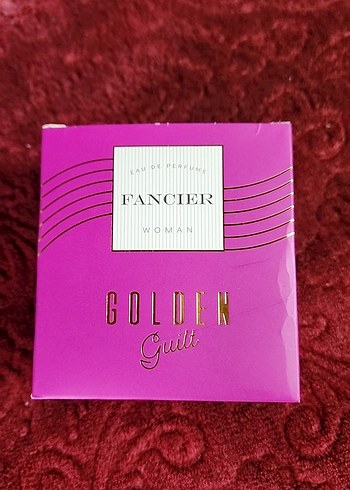 EAU DE PERFUME
FANCIER
WOMAN
GOLDEN
Guilt